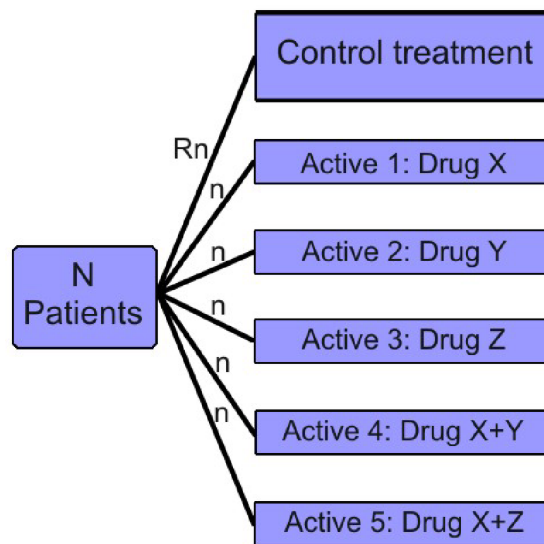 Control treatment
Rn
Active 1: Drug X
n
Active 2: Drug Y
n
N
Patients
n
Active 3: Drug Z
n
Active 4: Drug X+Y
n
Active 5: Drug X+Z